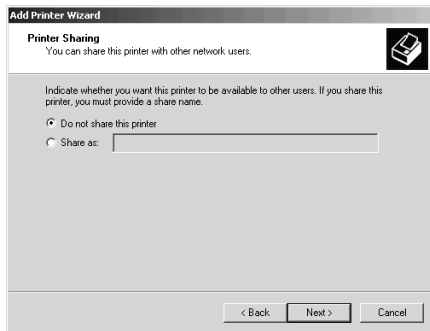 Add Printer Wizard
Printer Sharing
You can share this printer with other network users.
Indicate whether you want this printer to be available to other users. If you share this
printer, you must provide a share name.
Do not share this printer
Share as:
< Back Next > Cancel